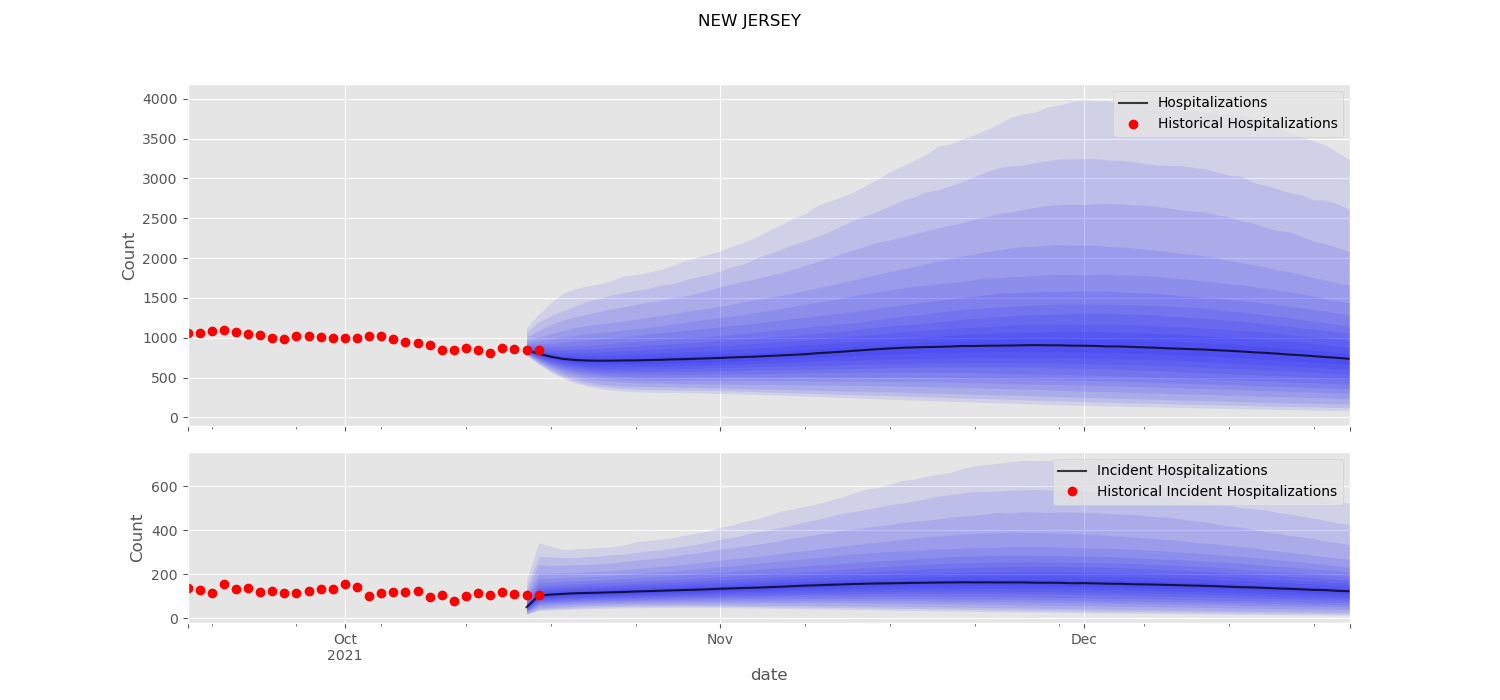 NEW JERSEY
4000
3500
3000
2500
2000
1500
1000
500
0
Count
Hospitalizations
Historical Hospitalizations
600
400
200
0
Count
Incident Hospitalizations
Historical Incident Hospitalizations
Oct
2021
Nov
Dec
date